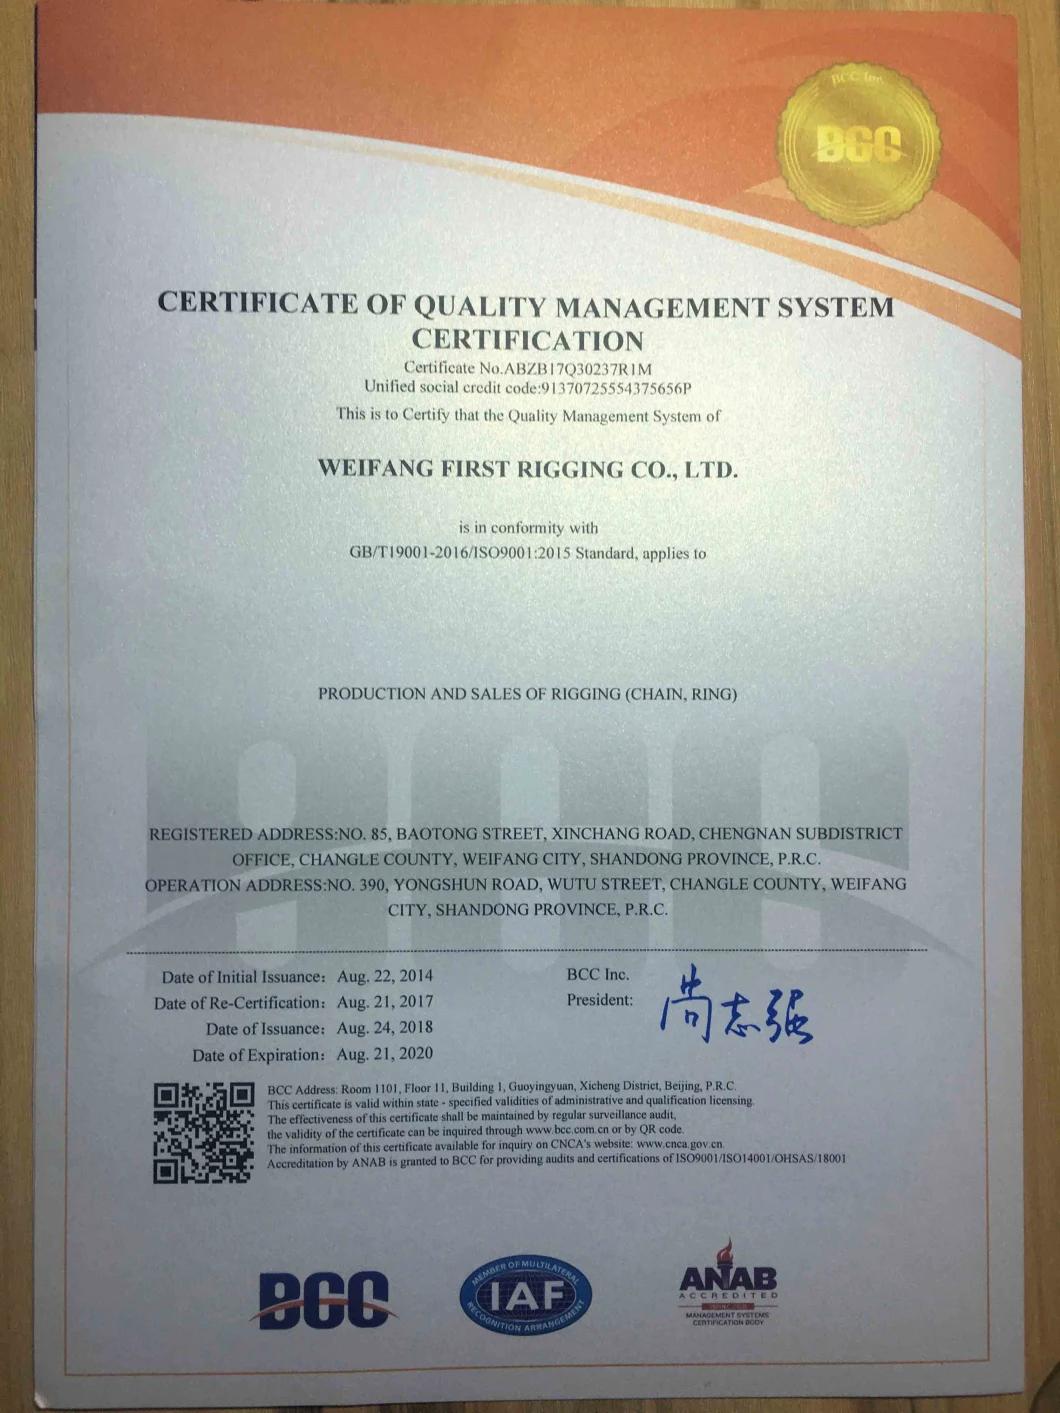 BCC Inc.
BCC
CERTIFICATE OF QUALITY MANAGEMENT SYSTEM
CERTIFICATION
Certificate No.ABZB17Q30237R1M
Unified social credit code:91370725554375656P
This is to Certify that the Quality Management System of
WEIFANG FIRST RIGGING CO., LTD.
is in conformity with
GB/T19001-2016/ISO9001:2015 Standard, applies to
PRODUCTION AND SALES OF RIGGING (CHAIN, RING)
REGISTERED ADDRESS:NO. 85, BAOTONG STREET, XINCHANG ROAD, CHENGNAN SUBDISTRICT
OFFICE, CHANGLE COUNTY, WEIFANG CITY, SHANDONG PROVINCE, P.R.C.
OPERATION ADDRESS:NO. 390, YONGSHUN ROAD, WUTU STREET, CHANGLE COUNTY, WEIFANG
CITY, SHANDONG PROVINCE, P.R.C.
Date of Initial Issuance: Aug. 22, 2014
Date of Re-Certification: Aug. 21, 2017
Date of Issuance: Aug. 24, 2018
Date of Expiration: Aug. 21, 2020
BCC Inc.
President: 尚志强
BCC Address: Room 1101, Floor 11, Building 1, Guoyingyuan, Xicheng District, Beijing, P.R.C.
This certificate is valid within state - specified validities of administrative and qualification licensing.
The effectiveness of this certificate shall be maintained by regular surveillance audit,
the validity of the certificate can be inquired through www.bcc.com.cn or by QR code.
The information of this certificate available for inquiry on CNCA's website: www.cnca.gov.cn.
Accreditation by ANAB is granted to BCC for providing audits and certifications of ISO9001/ISO14001/OHSAS/18001
BCC
MEMBER OF MULTILATERAL
IAF
RECOGNITION ARRANGEMENT
ANAB
ACCREDITED
MANAGEMENT SYSTEMS
CERTIFICATION BODY